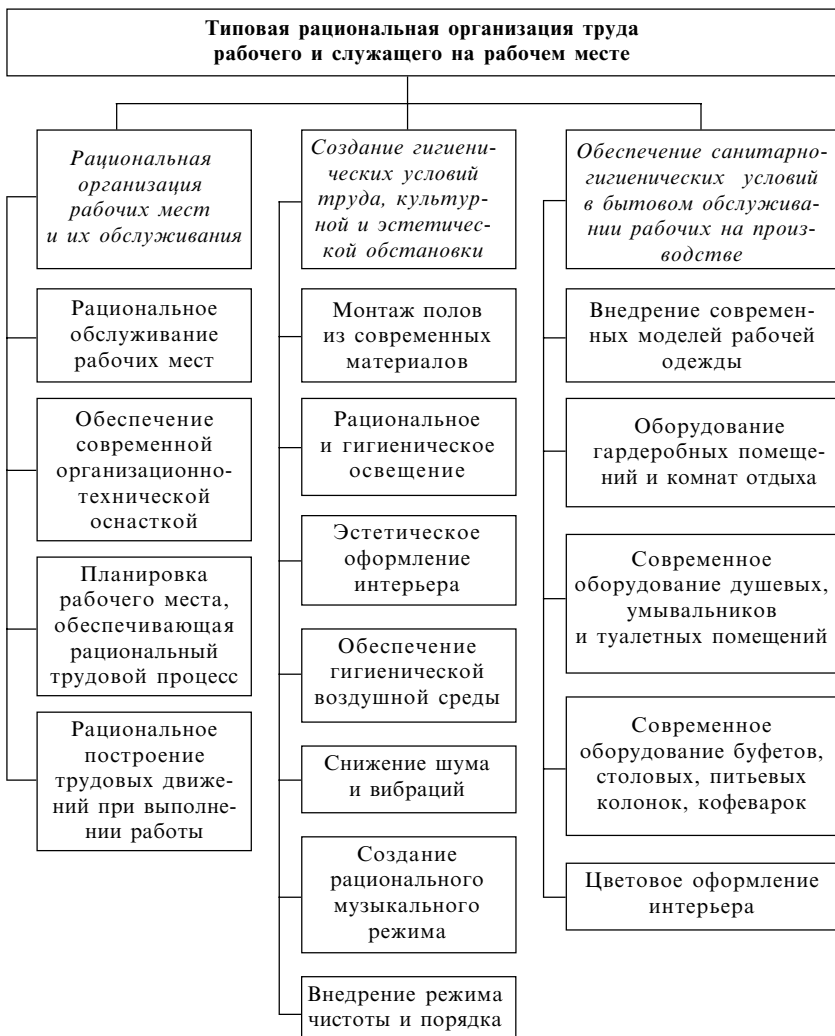 Типовая рациональная организация труда
рабочего и служащего на рабочем месте
Рациональная
организация
рабочих мест
и их обслуживания
Рациональное
обслуживание
рабочих мест
Обеспечение
современной
организационно-
технической
оснасткой
Планировка
рабочего места,
обеспечивающая
рациональный
трудовой процесс
Рациональное
построение
трудовых движе-
ний при выполне-
нии работы
Создание гигиени-
ческих условий
труда, культур-
ной и эстетичес-
кой обстановки
Монтаж полов
из современных
материалов
Рациональное
и гигиеническое
освещение
Эстетическое
оформление
интерьера
Обеспечение
гигиенической
воздушной среды
Снижение шума
и вибраций
Создание
рационального
музыкального
режима
Внедрение режима
чистоты и порядка
Обеспечение санитарно-
гигиенических условий
в бытовом обслужива-
нии рабочих на произ-
водстве
Внедрение современ-
ных моделей рабочей
одежды
Оборудование
гардеробных помеще-
ний и комнат отдыха
Современное
оборудование душевых,
умывальников
и туалетных помещений
Современное
оборудование буфетов,
столовых, питьевых
колонок, кофеварок
Цветовое оформление
интерьера